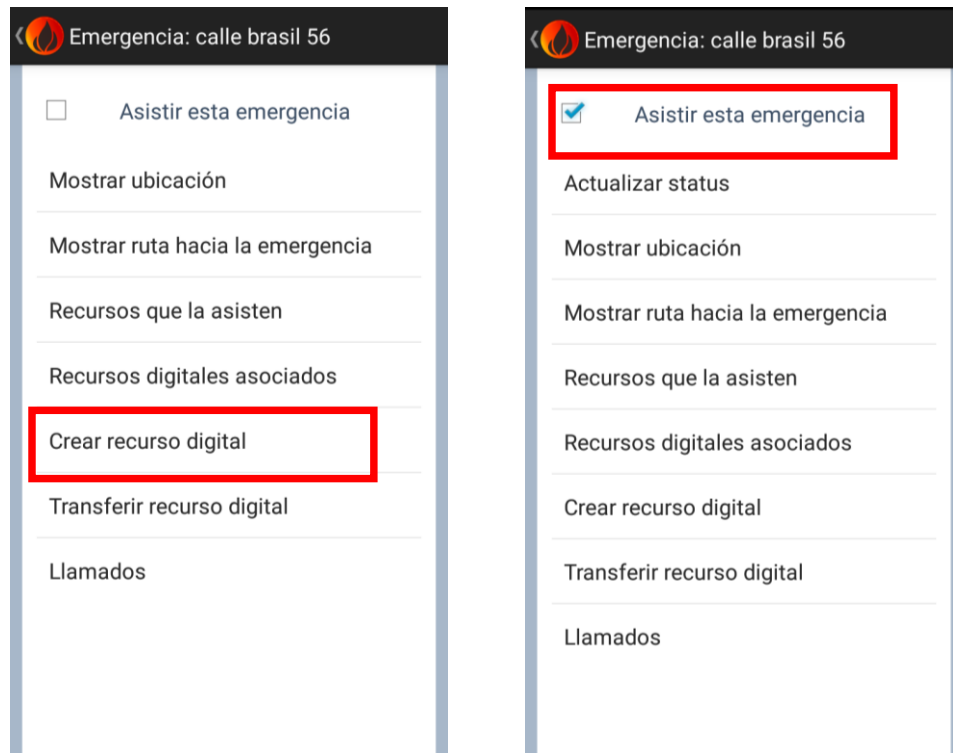 Emergencia: calle brasil 56
Asistir esta emergencia
Mostrar ubicación
Mostrar ruta hacia la emergencia
Recursos que la asisten
Recursos digitales asociados
Crear recurso digital
Transferir recurso digital
Llamados
Emergencia: calle brasil 56
Asistir esta emergencia
Actualizar status
Mostrar ubicación
Mostrar ruta hacia la emergencia
Recursos que la asisten
Recursos digitales asociados
Crear recurso digital
Transferir recurso digital
Llamados